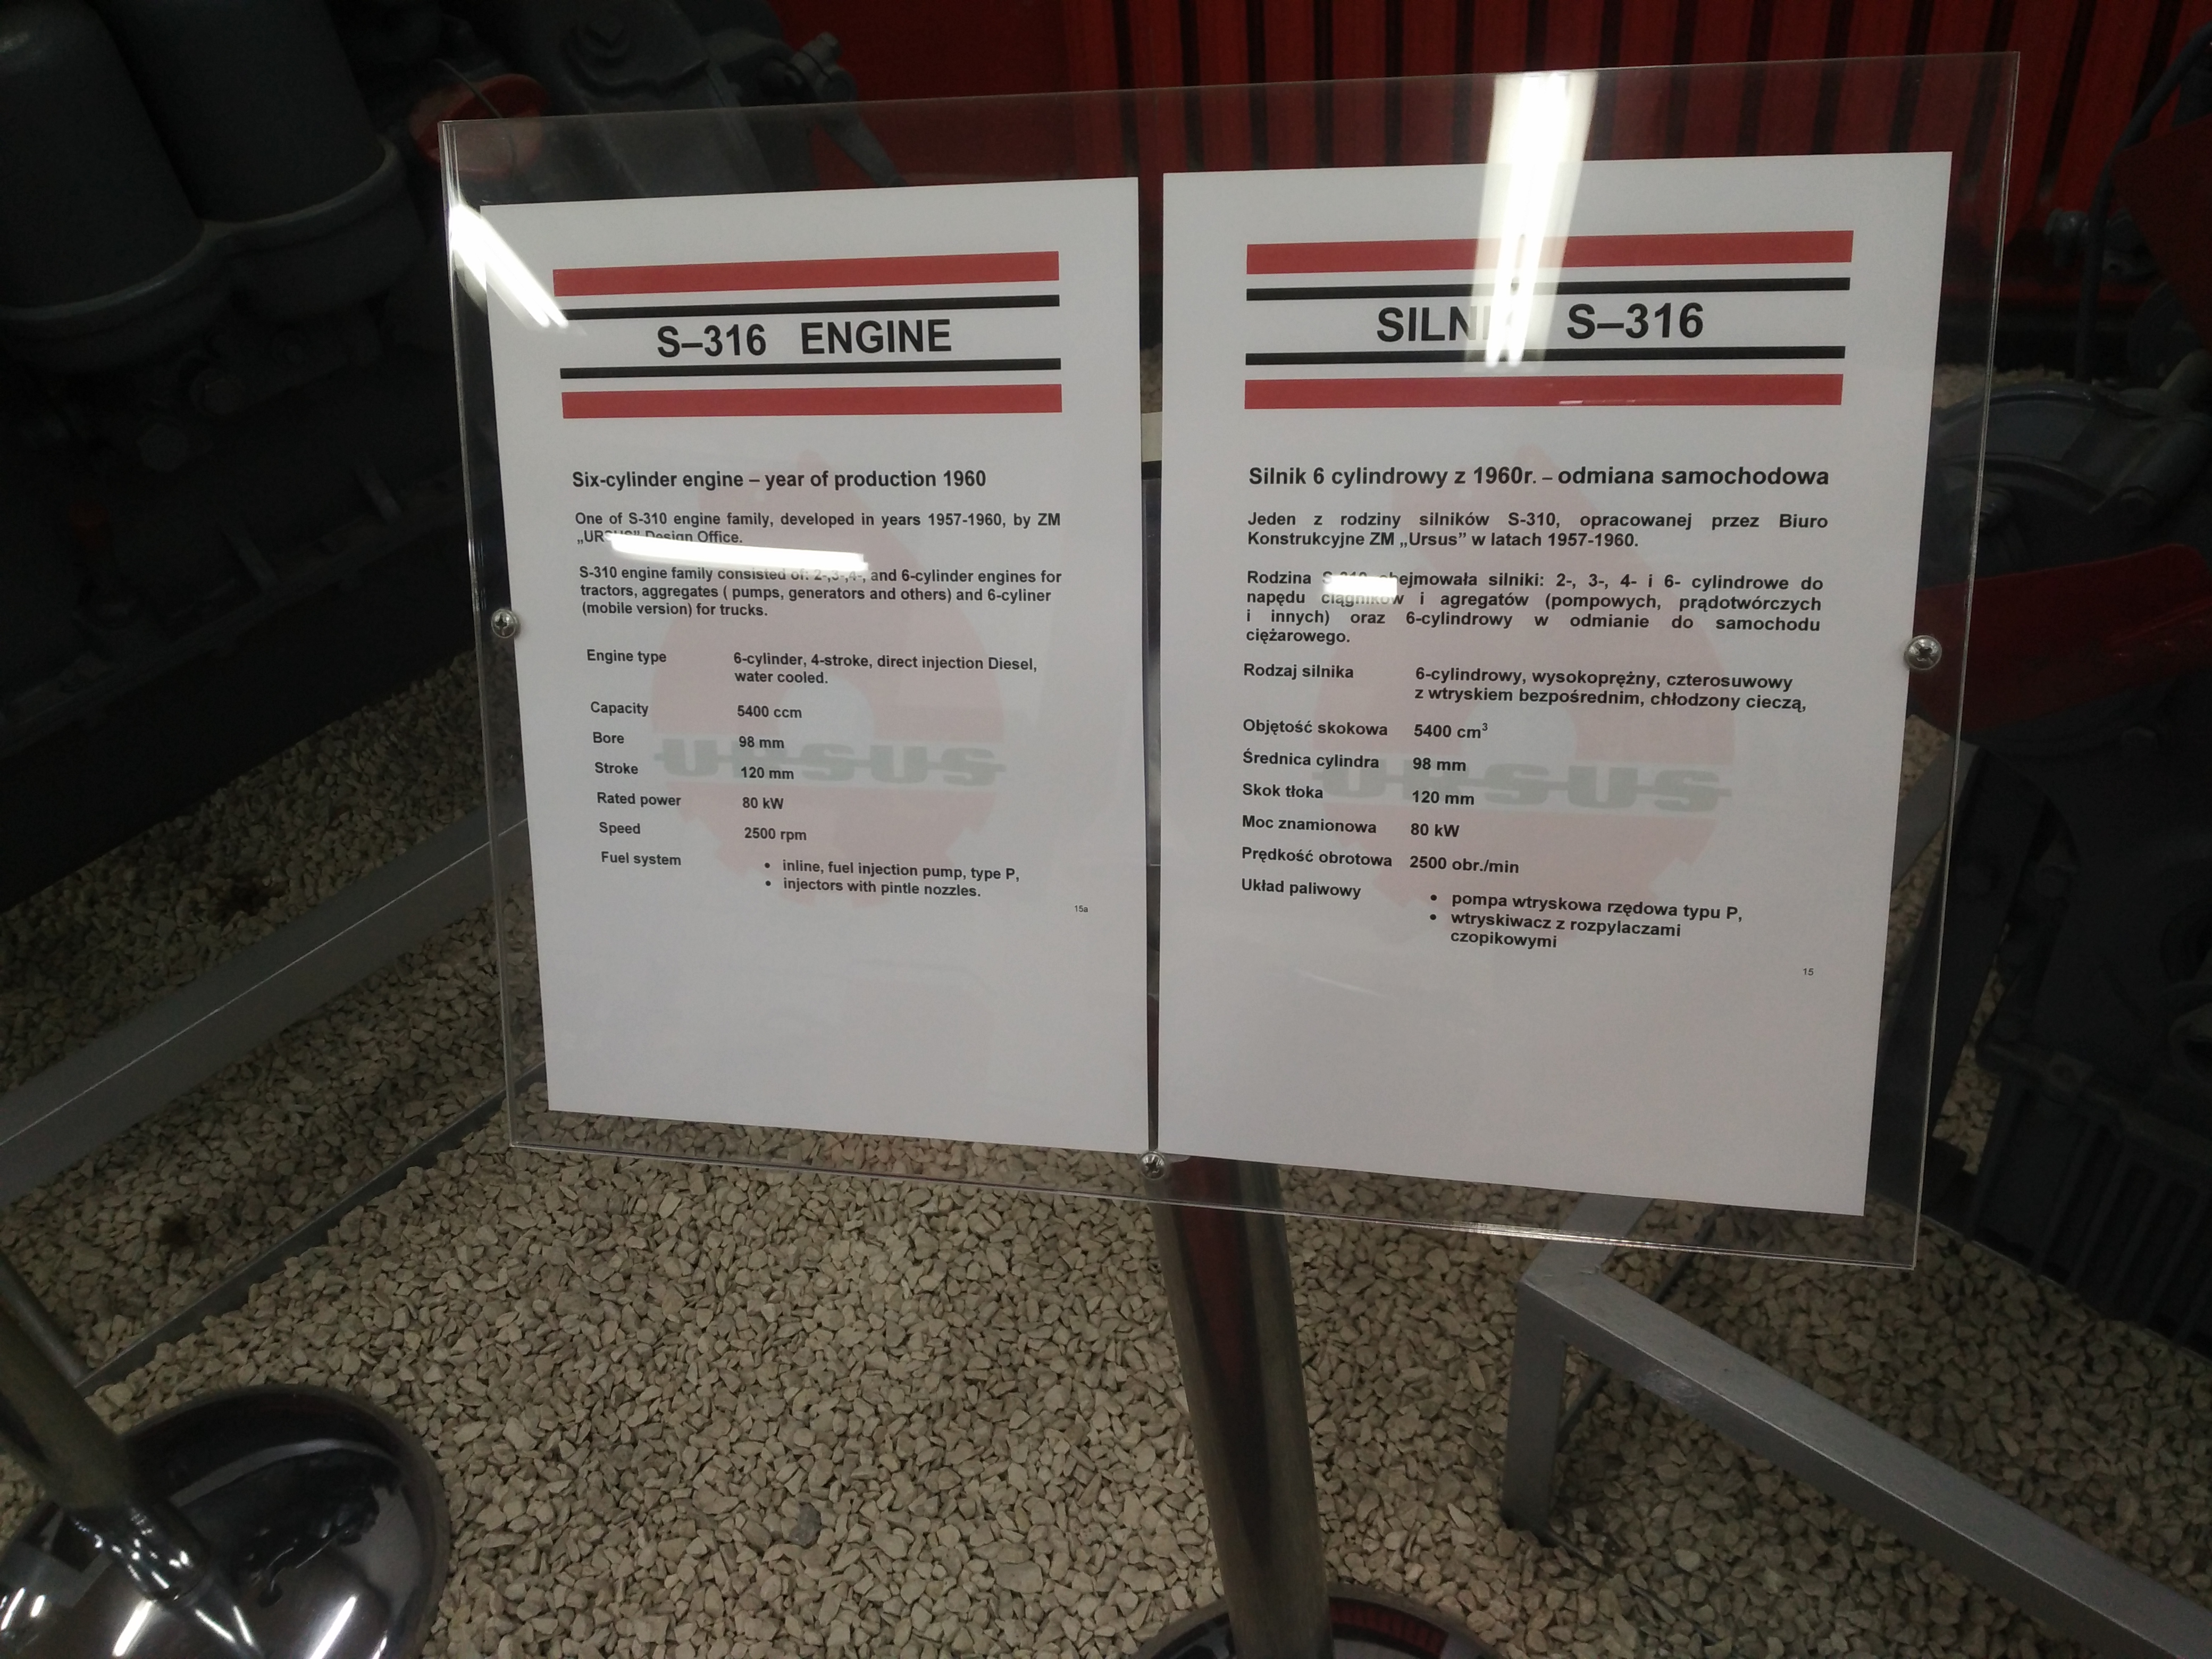 S–316 ENGINE
Six-cylinder engine – year of production 1960
One of S-310 engine family, developed in years 1957-1960, by ZM
„URSUS” Design Office.
S-310 engine family consisted of: 2-,3-,4-, and 6-cylinder engines for
tractors, aggregates ( pumps, generators and others) and 6-cyliner
(mobile version) for trucks.
Engine type 6-cylinder, 4-stroke, direct injection Diesel,
water cooled.
Capacity 5400 ccm
Bore 98 mm
Stroke 120 mm
Rated power 80 kW
Speed 2500 rpm
Fuel system • inline, fuel injection pump, type P,
• injectors with pintle nozzles.
15a
URSUS
S–316
Silnik 6 cylindrowy z 1960r. – odmiana samochodowa
Jeden z rodziny silników S-310, opracowanej przez Biuro
Konstrukcyjne ZM „Ursus” w latach 1957-1960.
Rodzina S-310 obejmowała silniki: 2-, 3-, 4- i 6- cylindrowe do
napędu ciągników i agregatów (pompowych, prądotwórczych
i innych) oraz 6-cylindrowy w odmianie do samochodu
ciężarowego.
Rodzaj silnika 6-cylindrowy, wysokoprężny, czterosuwowy
z wtryskiem bezpośrednim, chłodzony cieczą,
Objętość skokowa 5400 cm³
Średnica cylindra 98 mm
Skok tłoka 120 mm
Moc znamionowa 80 kW
Prędkość obrotowa 2500 obr./min
Układ paliwowy • pompa wtryskowa rzędowa typu P,
• wtryskiwacz z rozpylaczami
czopikowymi
15
URSUS